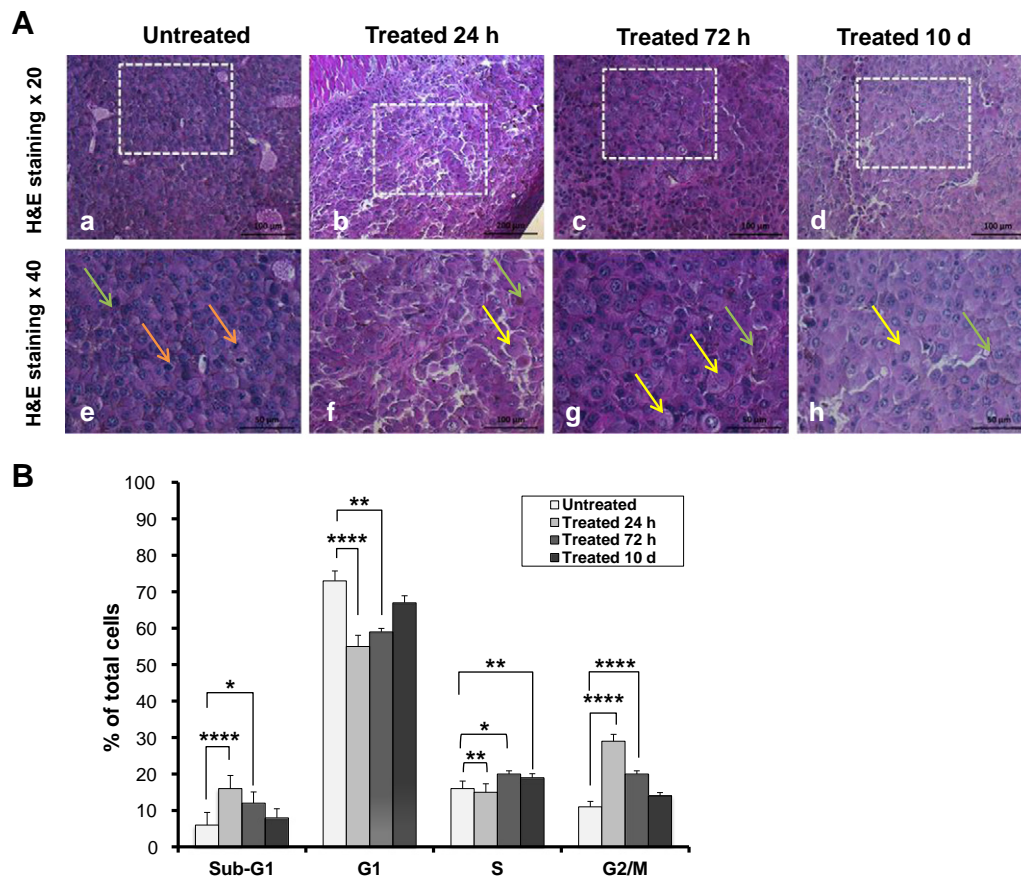 A
Untreated
Treated 24 h
Treated 72 h
Treated 10 d
H&E staining x 20
a
100 µm
b
200 µm
c
100 µm
d
100 µm
H&E staining x 40
e
50 µm
f
100 µm
g
50 µm
h
50 µm
B
100
90
80
70
60
50
40
30
20
10
0
% of total cells
Untreated
Treated 24 h
Treated 72 h
Treated 10 d
*
****
**
****
**
*
**
****
****
Sub-G1
G1
S
G2/M